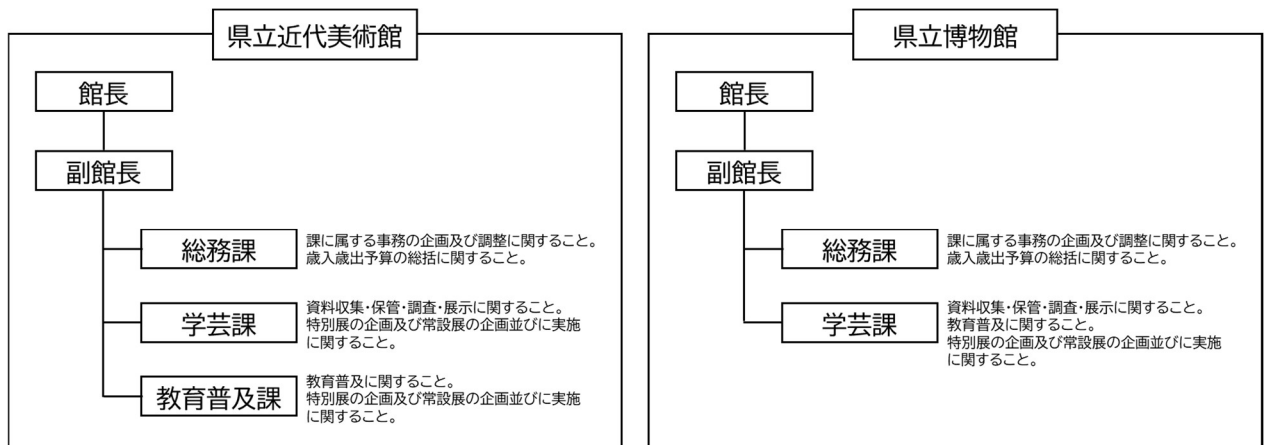 県立近代美術館
館長
副館長
総務課
課に属する事務の企画及び調整に関すること。
歳入歳出予算の総括に関すること。
学芸課
資料収集・保管・調査・展示に関すること。
特別展の企画及び常設展の企画並びに実施
に関すること。
教育普及課
教育普及に関すること。
特別展の企画及び常設展の企画並びに実施
に関すること。
県立博物館
館長
副館長
総務課
課に属する事務の企画及び調整に関すること。
歳入歳出予算の総括に関すること。
学芸課
資料収集・保管・調査・展示に関すること。
教育普及に関すること。
特別展の企画及び常設展の企画並びに実施
に関すること。